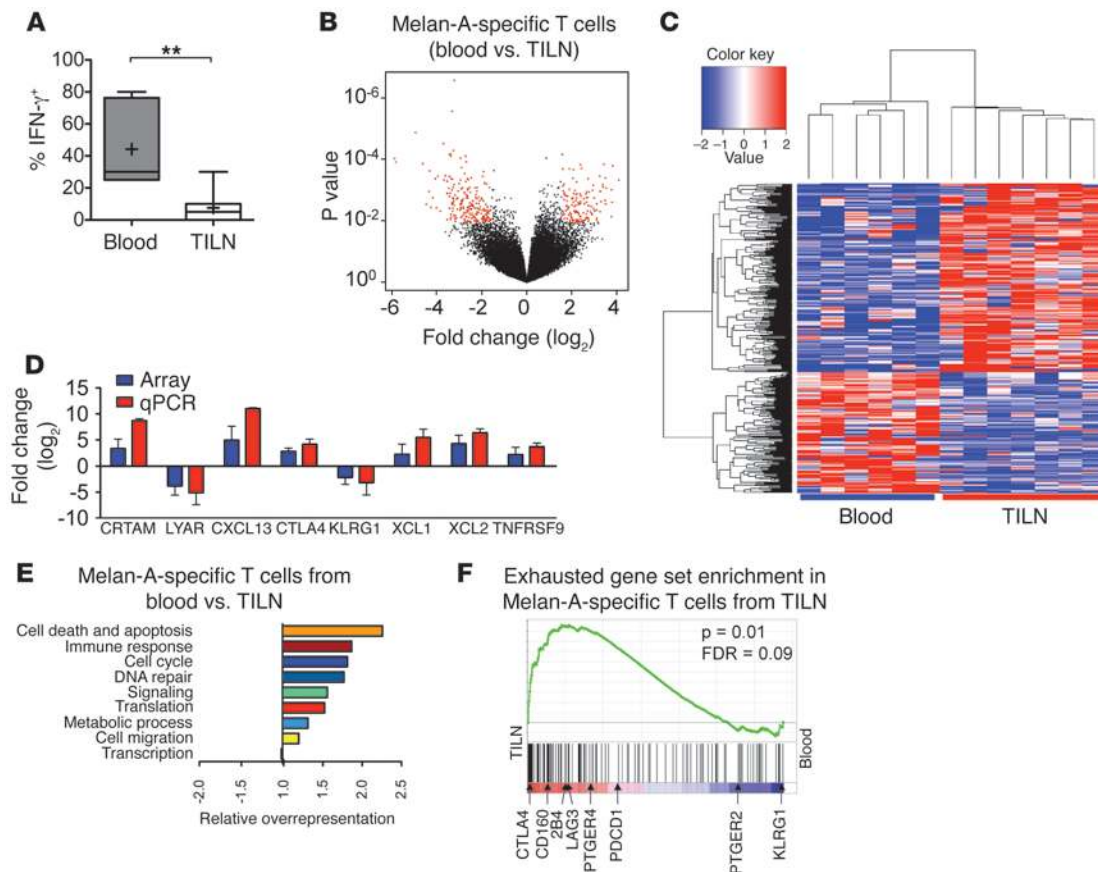 A
**
% IFN-γ+
100
80
60
40
20
0
Blood
TILN
B
Melan-A-specific T cells
(blood vs. TILN)
P value
10-6
10-4
10-2
100
-6
-4
-2
0
2
4
Fold change (log2)
C
Color key
-2 -1 0 1 2
Value
Blood
TILN
D
Array
qPCR
Fold change
(log2)
15
10
5
0
-5
-10
CRTAM LYAR CXCL13 CTLA4 KLRG1 XCL1 XCL2 TNFRSF9
E
Melan-A-specific T cells from
blood vs. TILN
Cell death and apoptosis
Immune response
Cell cycle
DNA repair
Signaling
Translation
Metabolic process
Cell migration
Transcription
-2.0
-1.5
1.0
1.5
2.0
2.5
Relative overrepresentation
F
Exhausted gene set enrichment in
Melan-A-specific T cells from TILN
p = 0.01
FDR = 0.09
TILN
Blood
CTLA4
CD160
2B4
LAG3
PTGER4
PDCD1
PTGER2
KLRG1